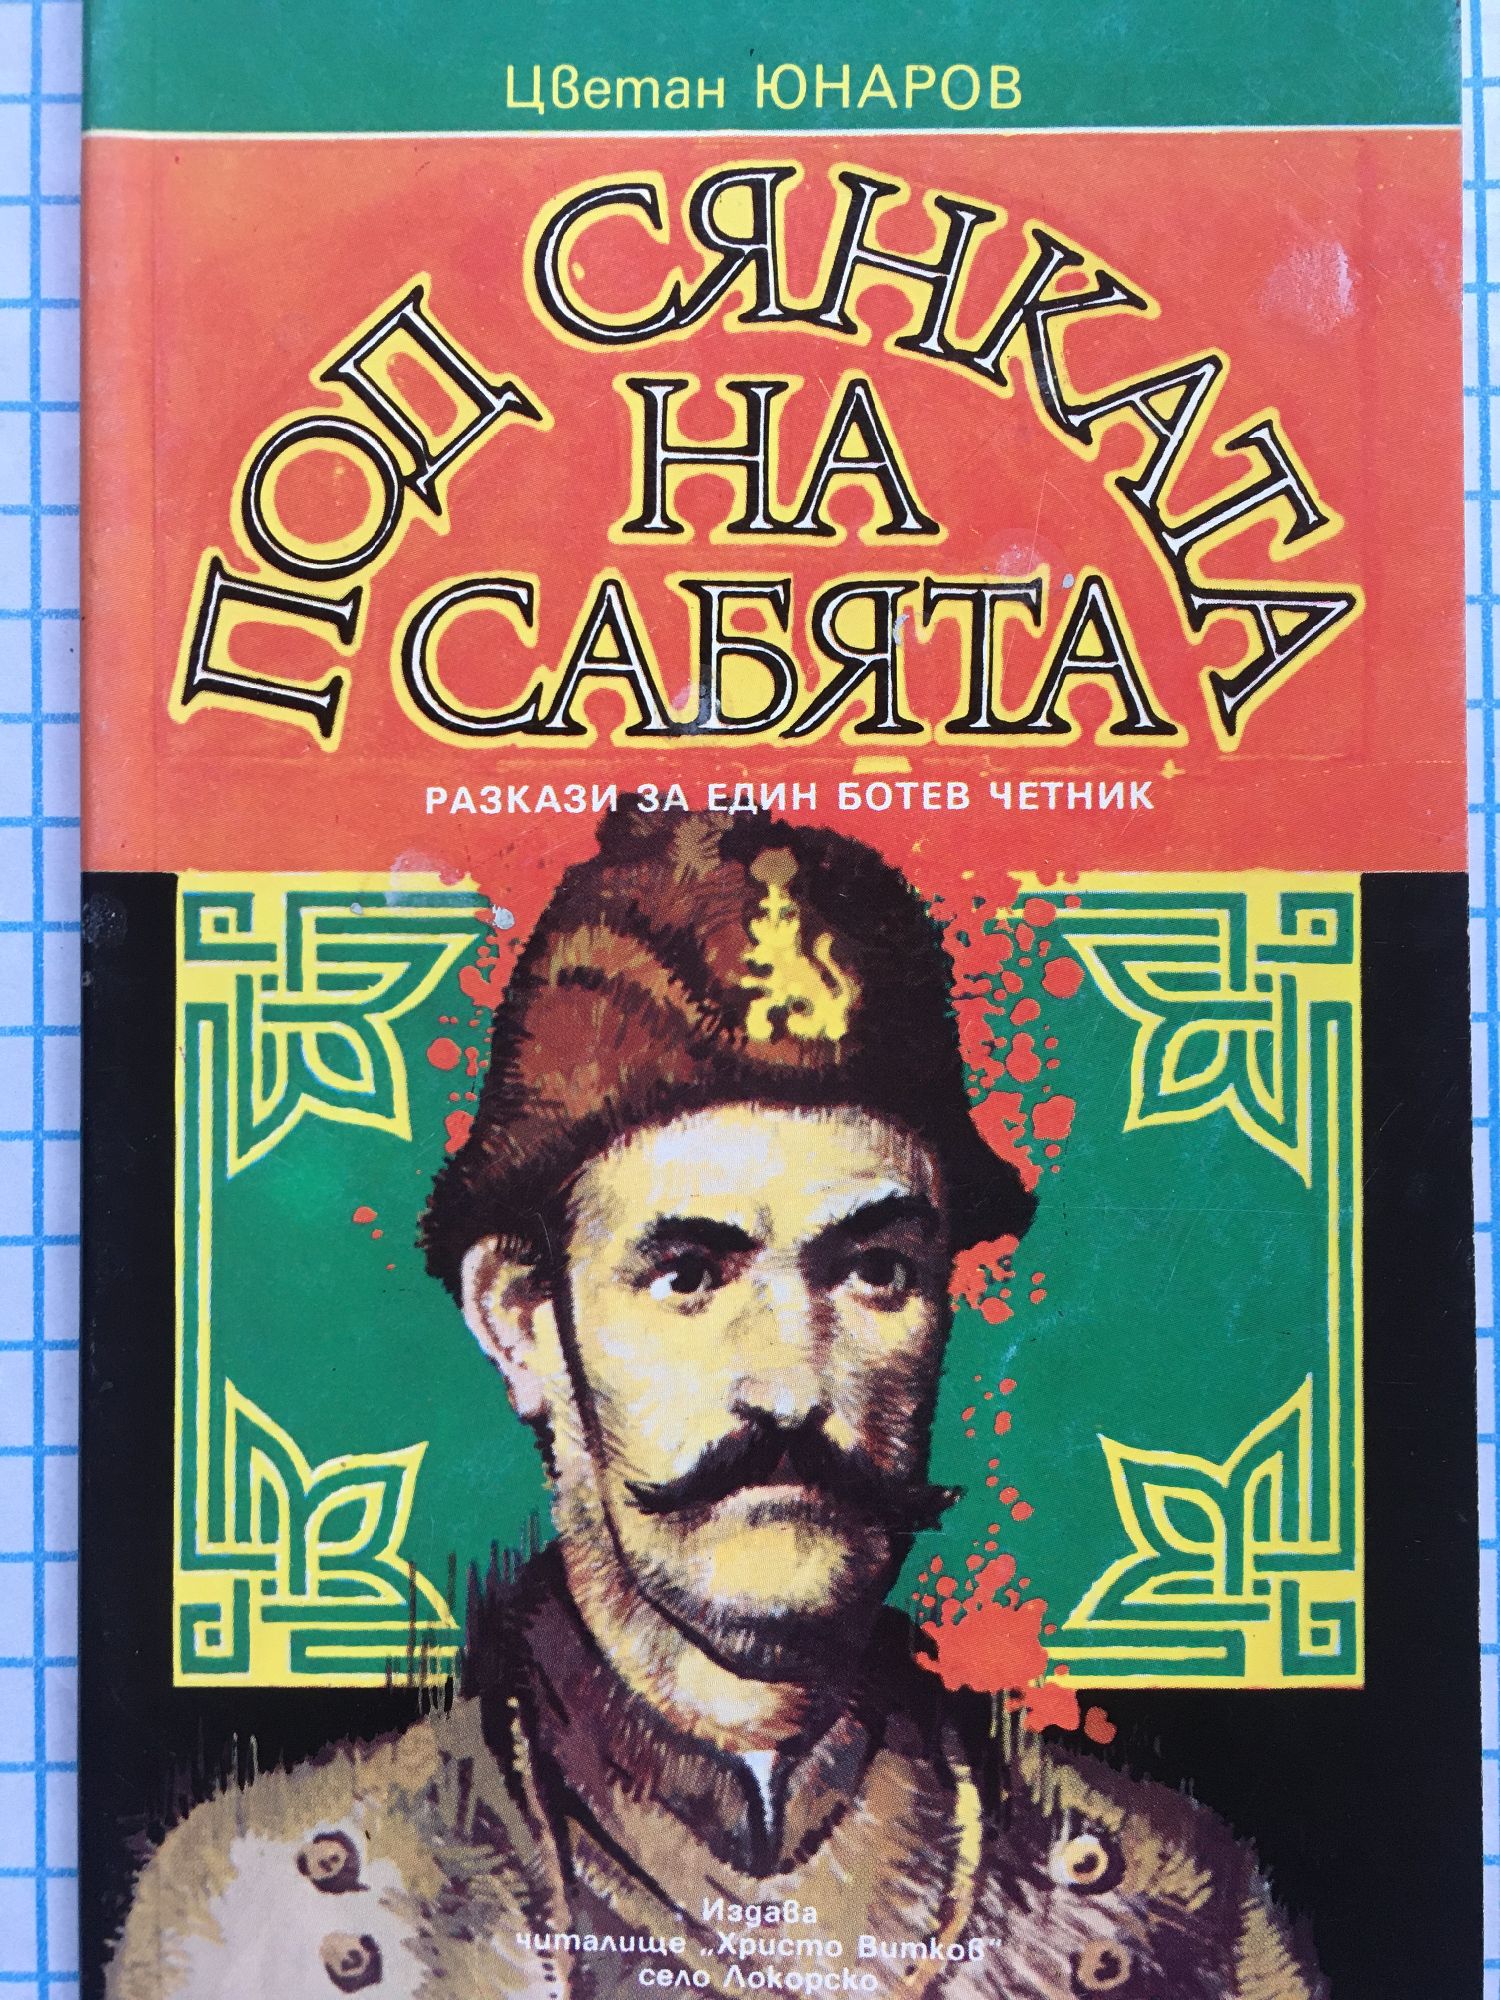 Цветан ЮНАРОВ
ПОД СЯНКАТА
НА
САБЯТА
РАЗКАЗИ ЗА ЕДИН БОТЕВ ЧЕТНИК
Издава
читалище „Христо Витков"
село Локорско